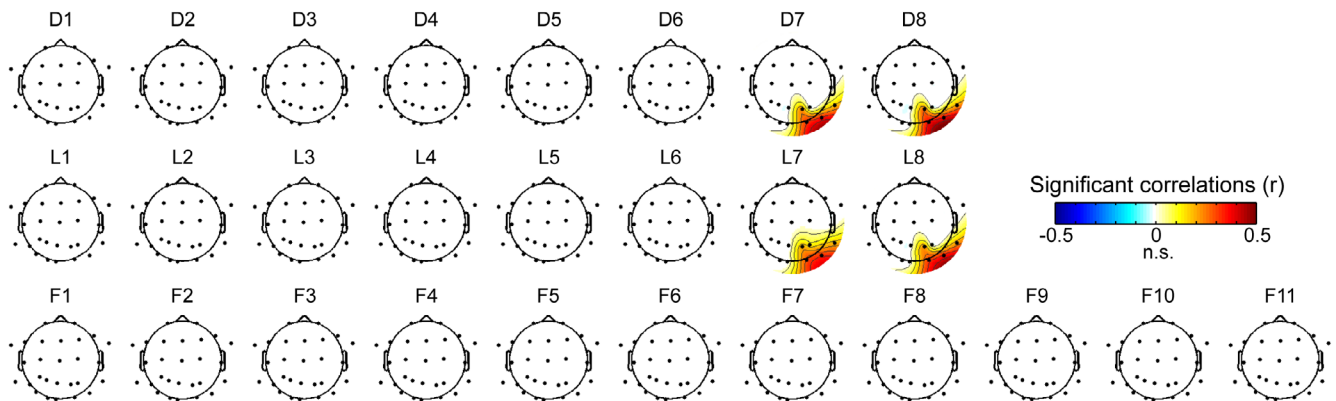 D1 D2 D3 D4 D5 D6 D7 D8
L1 L2 L3 L4 L5 L6 L7 L8
Significant correlations (r)
-0.5 0 0.5
n.s.
F1 F2 F3 F4 F5 F6 F7 F8 F9 F10 F11